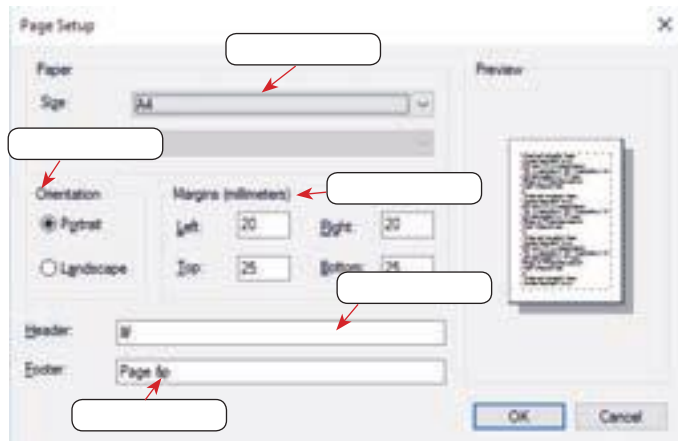 Page Setup
Paper
Preview
Size
A4
Orientation
Margins (millimeters)
Portrait
Left: 20 Right: 20
Landscape
Top: 25 Bottom: 25
Header: &f
Footer: Page &p
OK Cancel